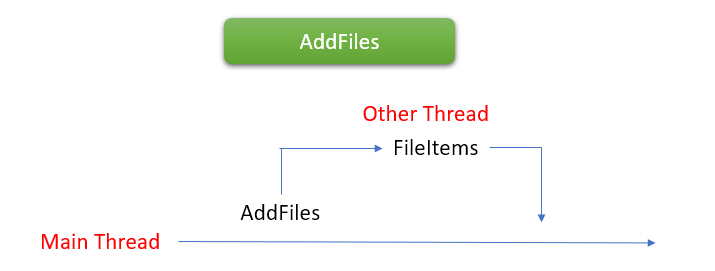 AddFiles
Other Thread
FileItems
AddFiles
Main Thread